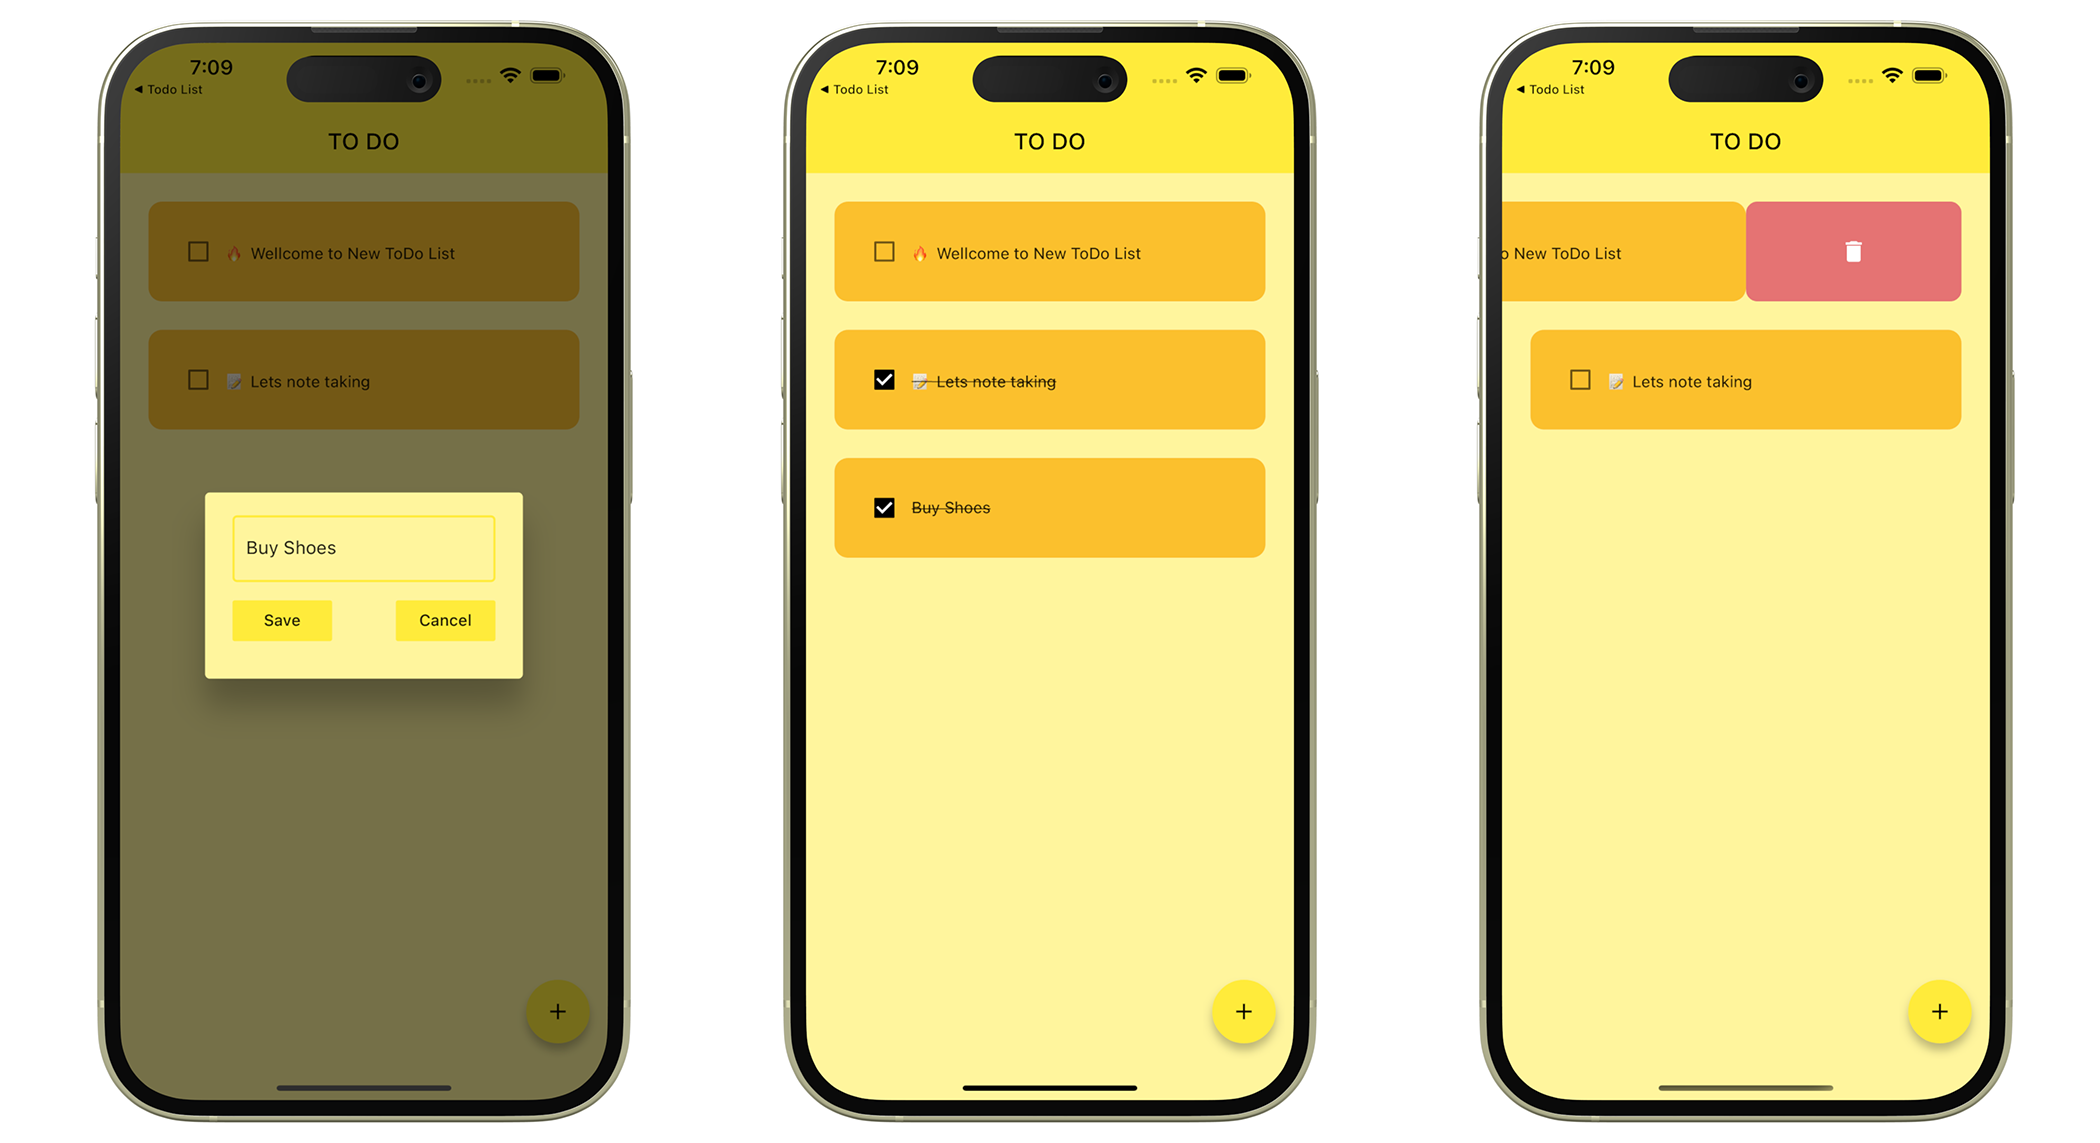 7:09
◀ Todo List
TO DO
🔥 Wellcome to New ToDo List
📝 Lets note taking
Buy Shoes
Save Cancel
+
7:09
◀ Todo List
TO DO
🔥 Wellcome to New ToDo List
📝 Lets note taking
Buy Shoes
+
7:09
◀ Todo List
TO DO
o New ToDo List
📝 Lets note taking
+